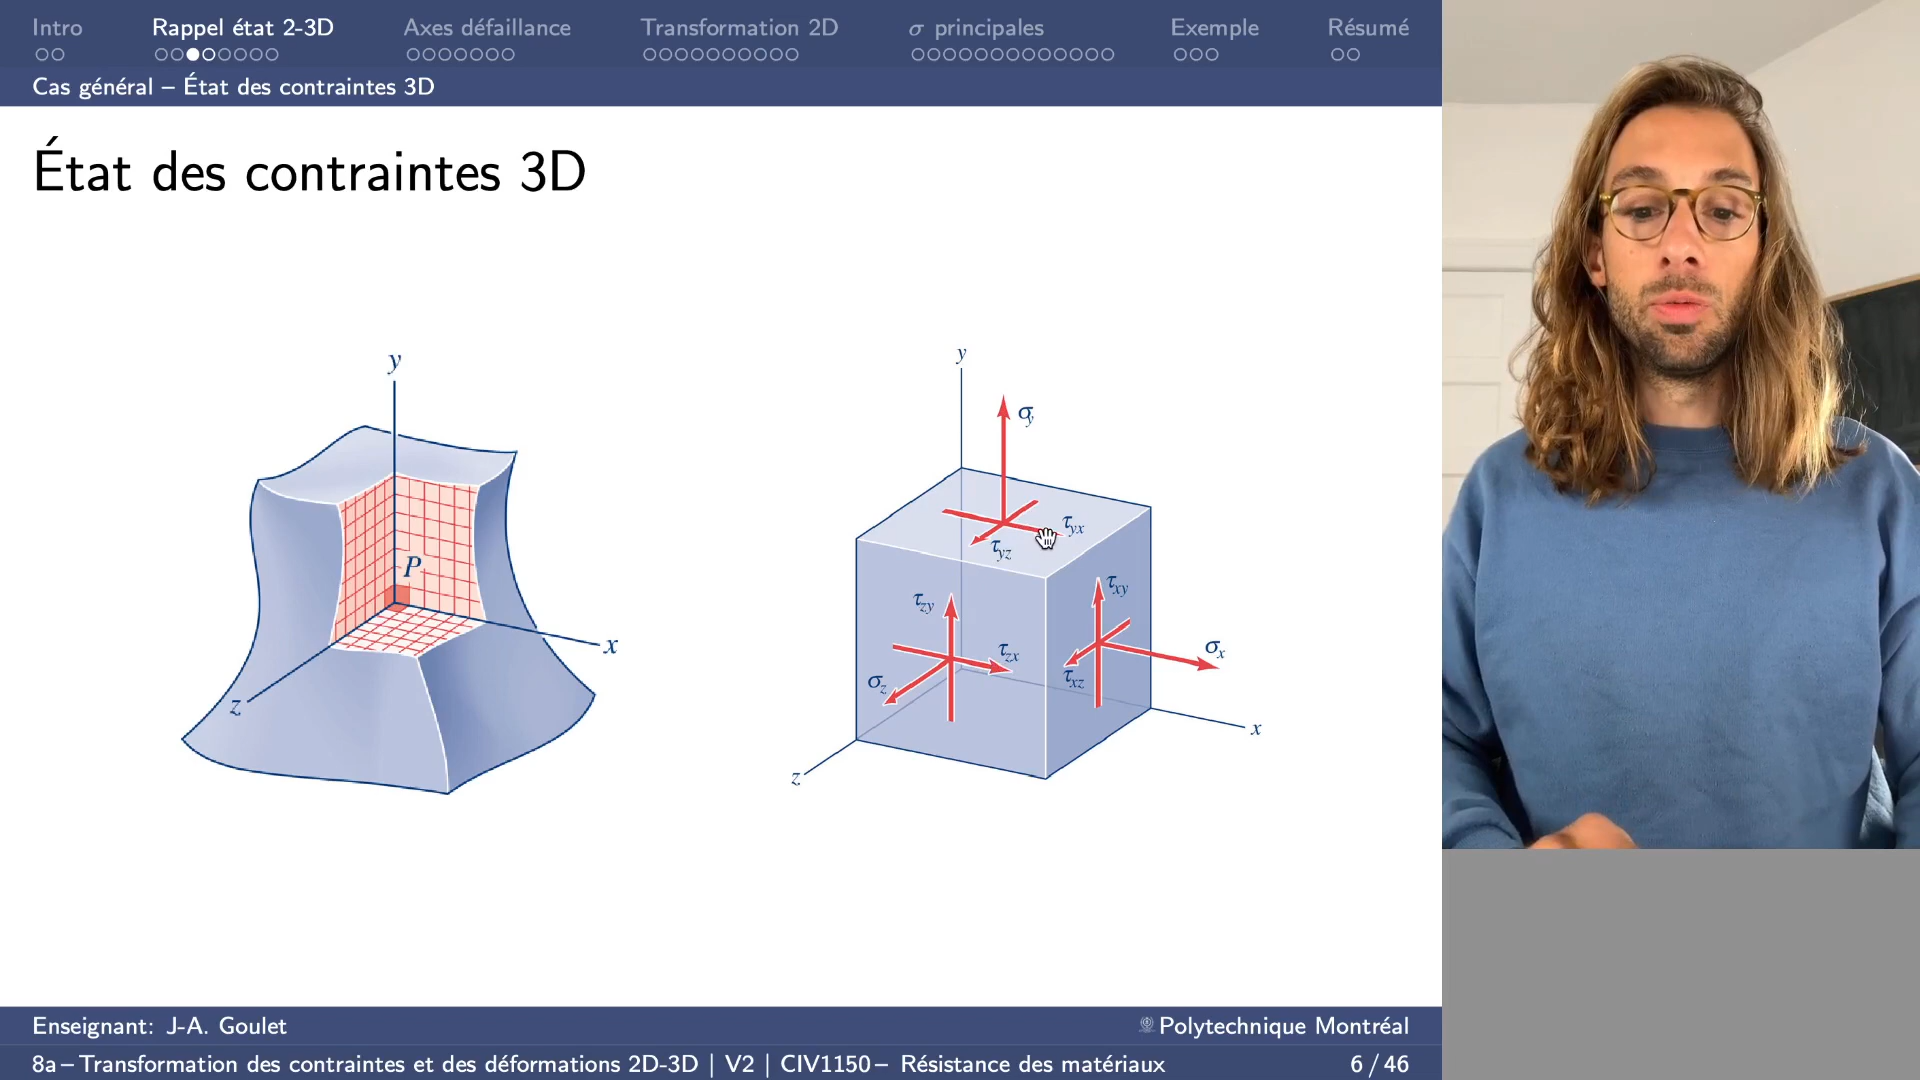 Intro
Rappel état 2-3D
Axes défaillance
Transformation 2D
σ principales
Exemple
Résumé
Cas général – État des contraintes 3D
État des contraintes 3D
y
P
x
z
y
σy
τyx
τyz
τxy
τzy
τzx
σx
τxz
σz
x
z
Enseignant: J-A. Goulet
Polytechnique Montréal
8a – Transformation des contraintes et des déformations 2D-3D | V2 | CIV1150 – Résistance des matériaux
6 / 46